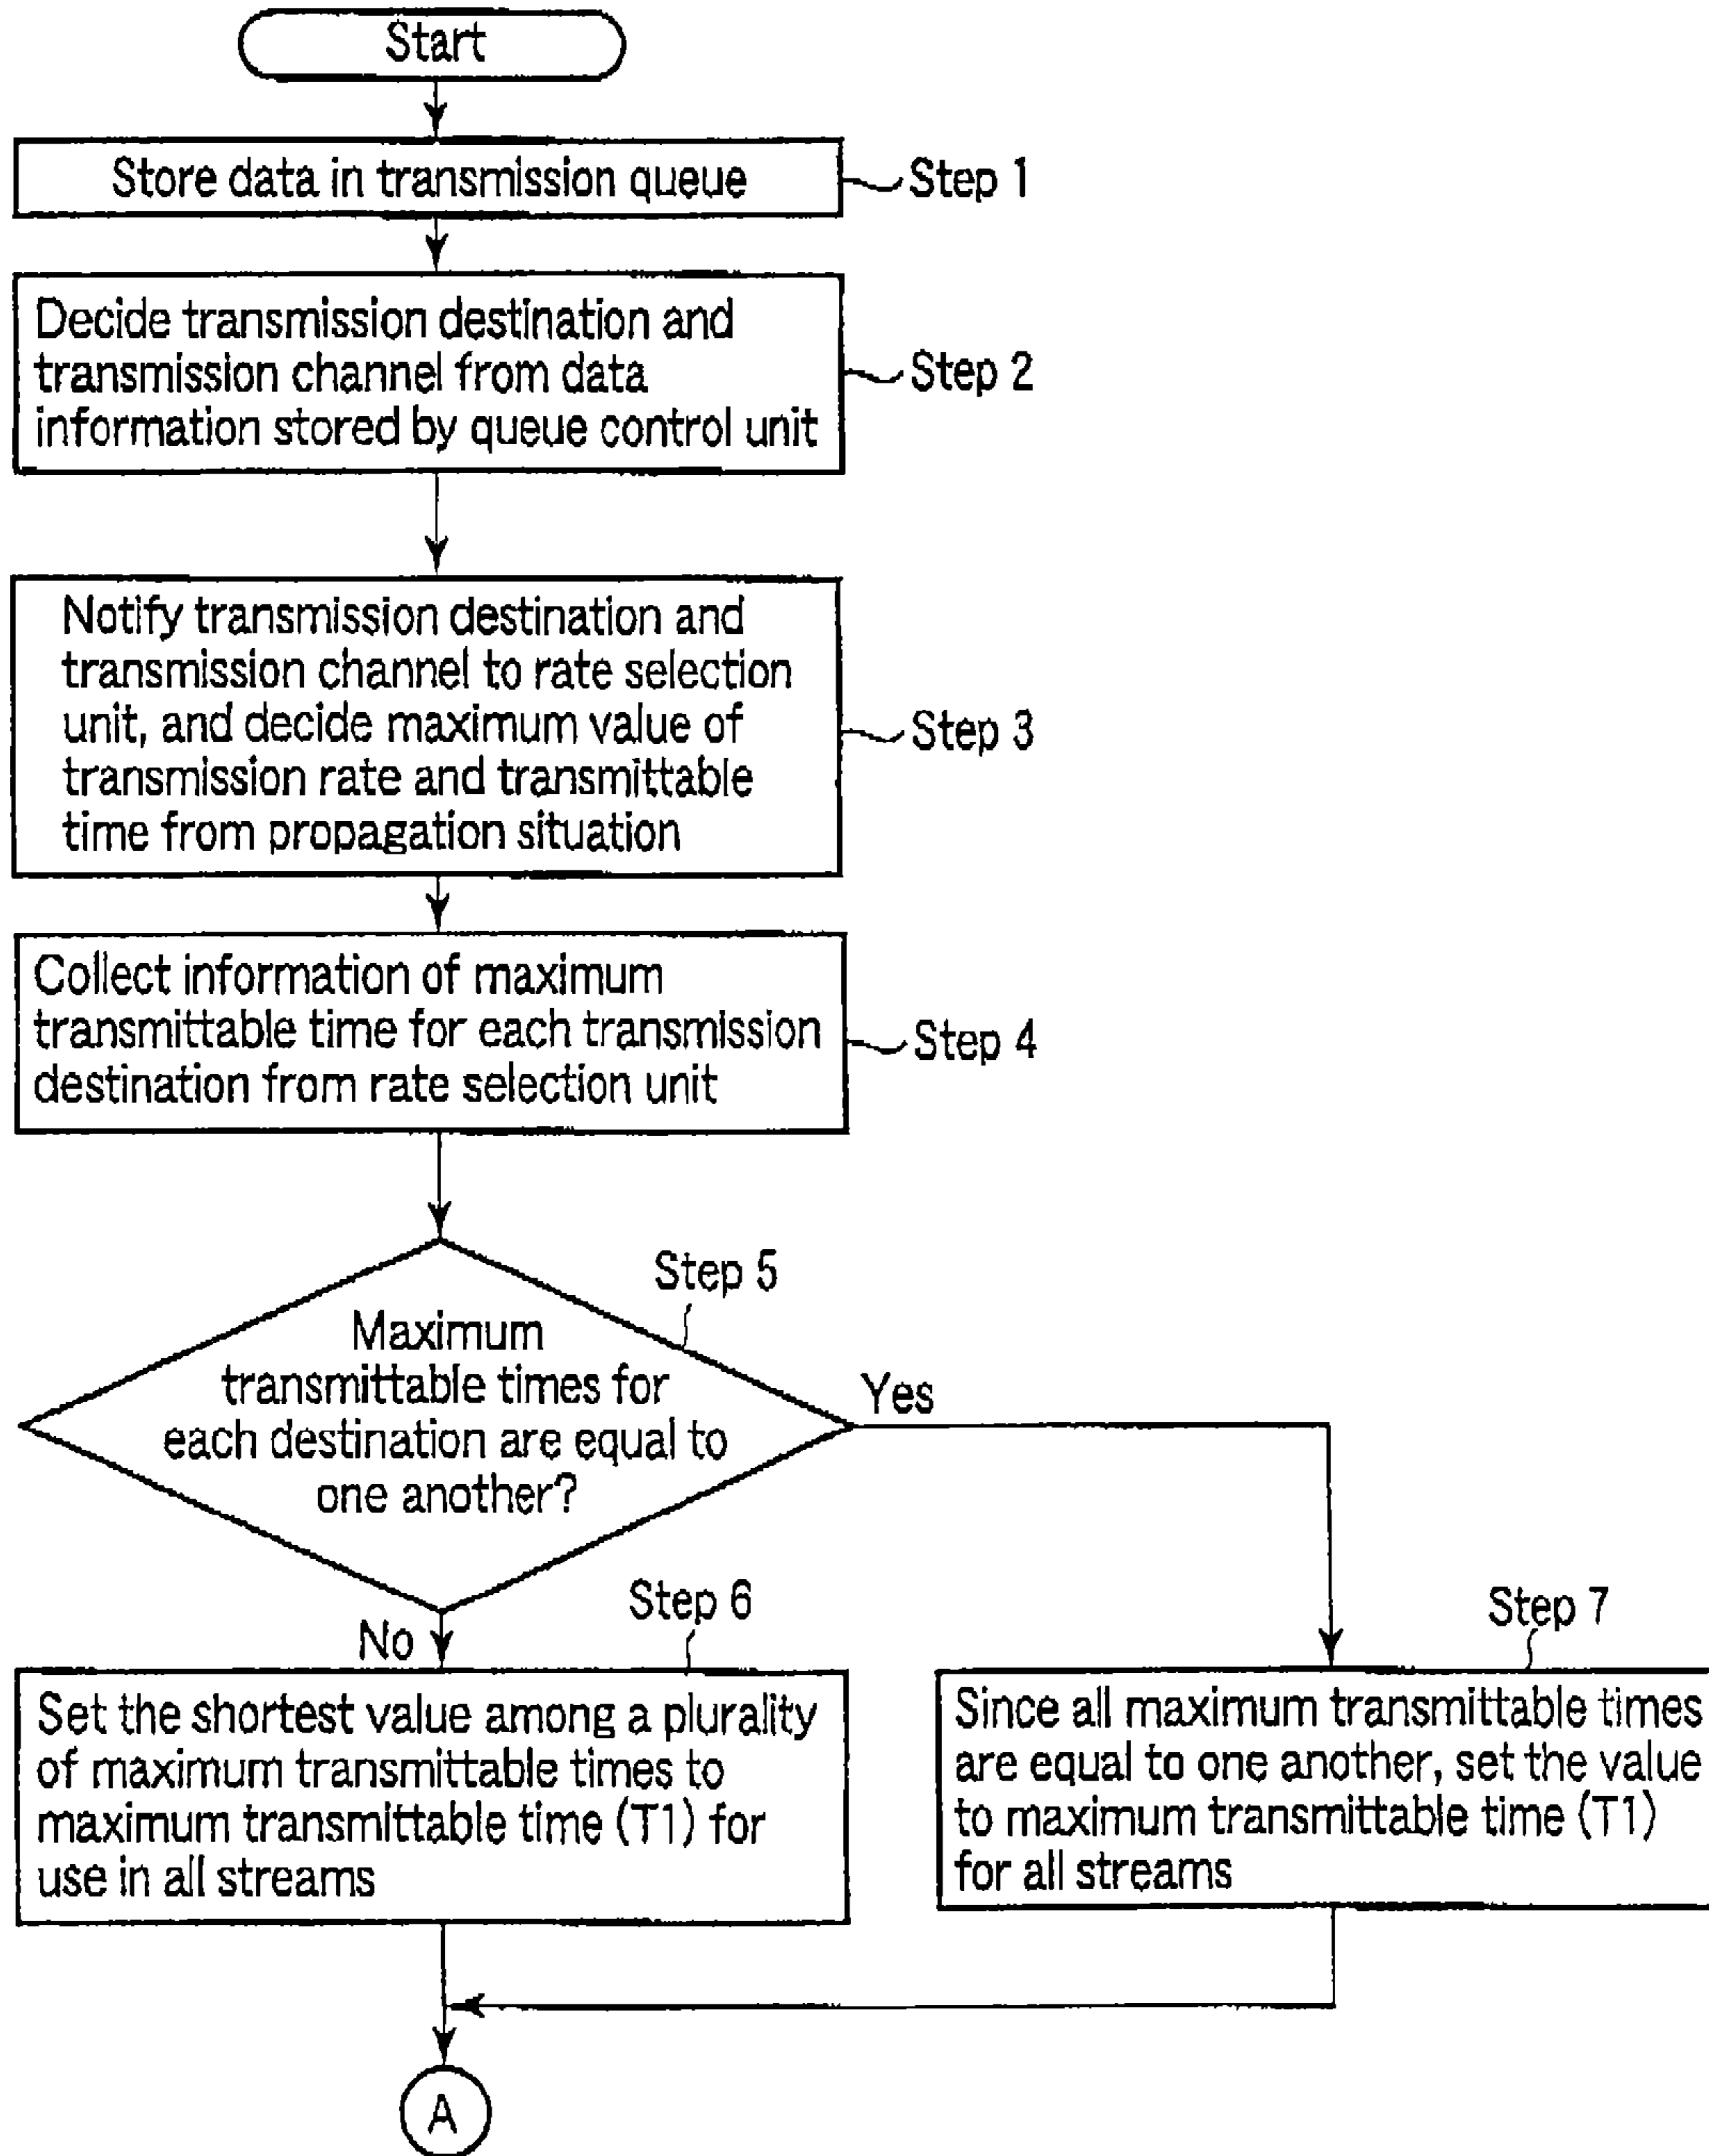 Start
Store data in transmission queue
Step 1
Decide transmission destination and
transmission channel from data
information stored by queue control unit
Step 2
Notify transmission destination and
transmission channel to rate selection
unit, and decide maximum value of
transmission rate and transmittable
time from propagation situation
Step 3
Collect information of maximum
transmittable time for each transmission
destination from rate selection unit
Step 4
Step 5
Maximum
transmittable times for
each destination are equal to
one another?
Yes
No
Step 6
Set the shortest value among a plurality
of maximum transmittable times to
maximum transmittable time (T1) for
use in all streams
Step 7
Since all maximum transmittable times
are equal to one another, set the value
to maximum transmittable time (T1)
for all streams
A